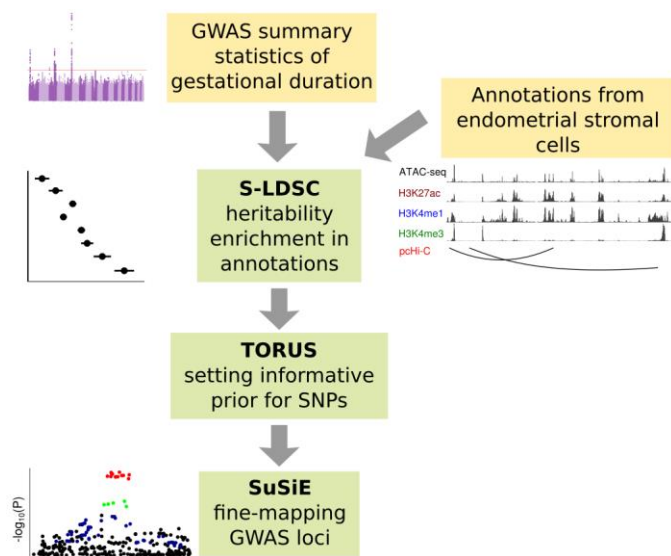 GWAS summary
statistics of
gestational duration
Annotations from
endometrial stromal
cells
ATAC-seq
H3K27ac
H3K4me1
H3K4me3
pcHi-C
S-LDSC
heritability
enrichment in
annotations
TORUS
setting informative
prior for SNPs
SuSiE
fine-mapping
GWAS loci
-log10(P)